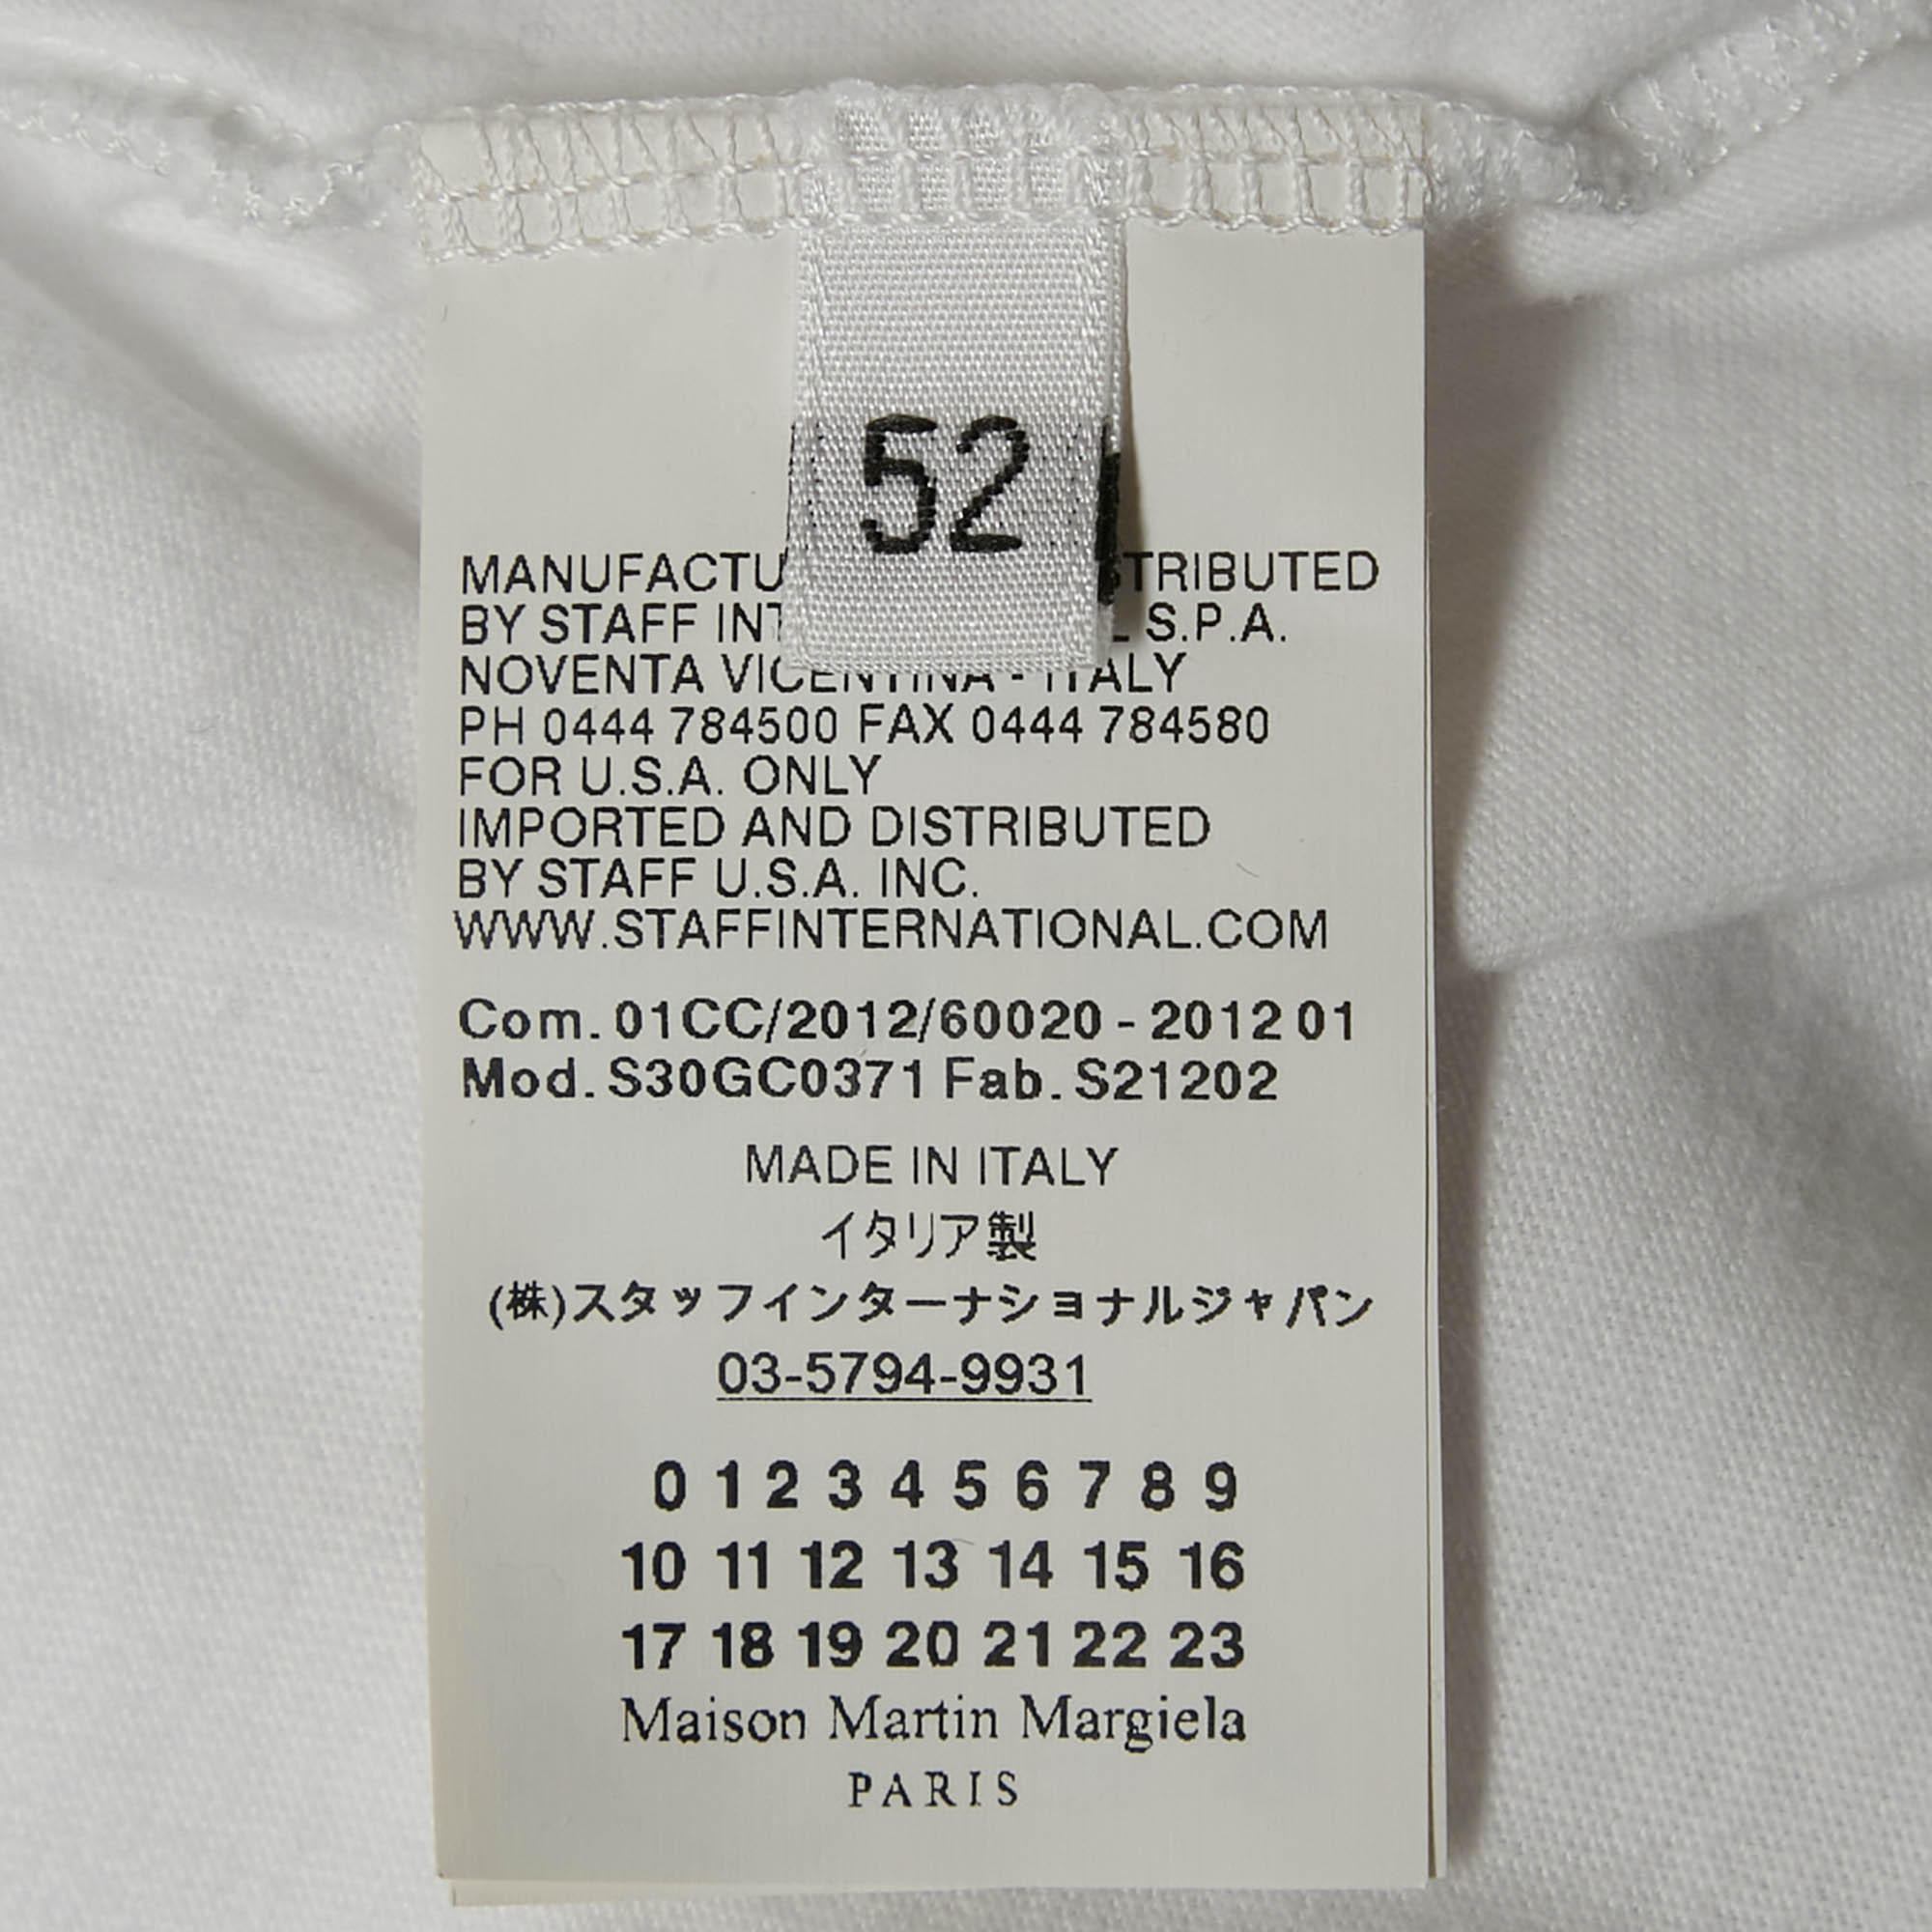 52
BY STAFF S.P.A.
NOVENTA VICENTINA - ITALY
PH 0444 784500 FAX 0444 784580
FOR U.S.A. ONLY
IMPORTED AND DISTRIBUTED
BY STAFF U.S.A. INC.
WWW.STAFFINTERNATIONAL.COM
Com. 01CC/2012/60020 - 2012 01
Mod. S30GC0371 Fab. S21202
MADE IN ITALY
イタリア製
(株)スタッフインターナショナルジャパン
03-5794-9931
0 1 2 3 4 5 6 7 8 9
10 11 12 13 14 15 16
17 18 19 20 21 22 23
Maison Martin Margiela
PARIS